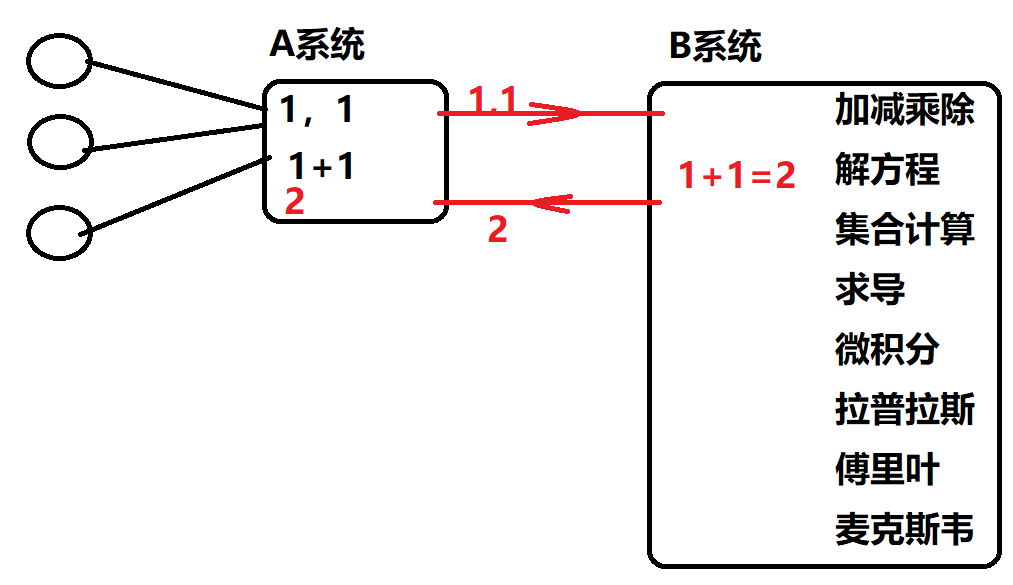 A系统
B系统
1，1
1+1
2
1,1
2
1+1=2
加减乘除
解方程
集合计算
求导
微积分
拉普拉斯
傅里叶
麦克斯韦